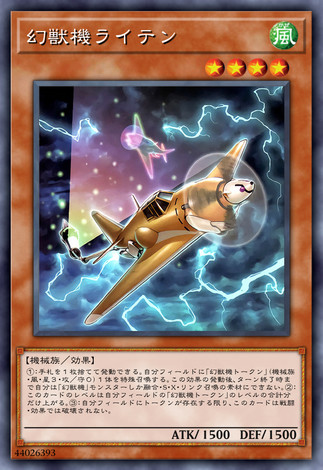 幻獣機ライテン
風
【機械族／効果】
①：手札を１枚捨てて発動できる。自分フィールドに「幻獣機トークン」(機械族
・風・星３・攻／守０)１体を特殊召喚する。この効果の発動後、ターン終了時ま
で自分は「幻獣機」モンスターしか融合・Ｓ・Ｘ・リンク召喚の素材にできない。②：
このカードのレベルは自分フィールドの「幻獣機トークン」のレベルの合計分
だけ上がる。③：自分フィールドにトークンが存在する限り、このカードは戦闘
・効果では破壊されない。
ATK/1500 DEF/1500
44026393